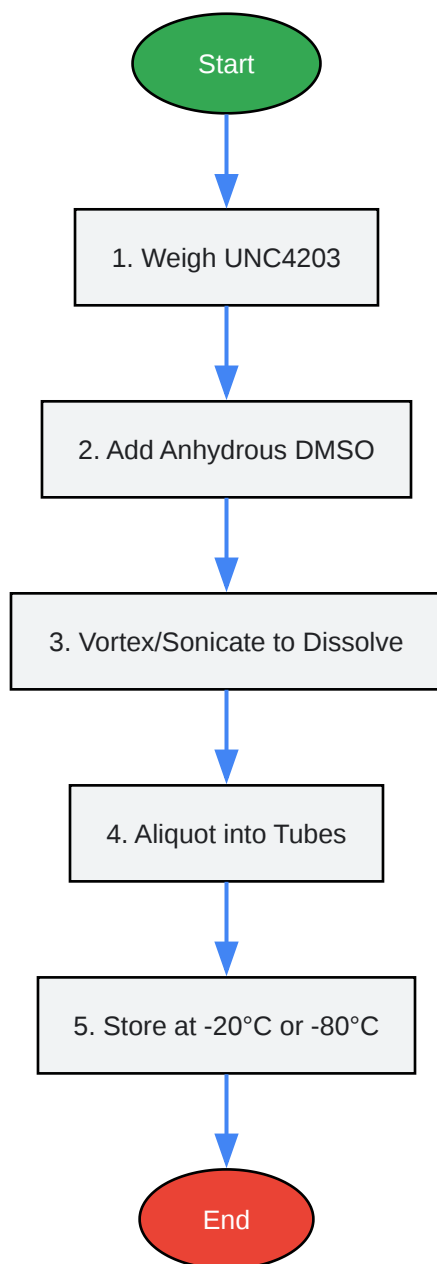 Start
1. Weigh UNC4203
2. Add Anhydrous DMSO
3. Vortex/Sonicate to Dissolve
4. Aliquot into Tubes
5. Store at -20°C or -80°C
End